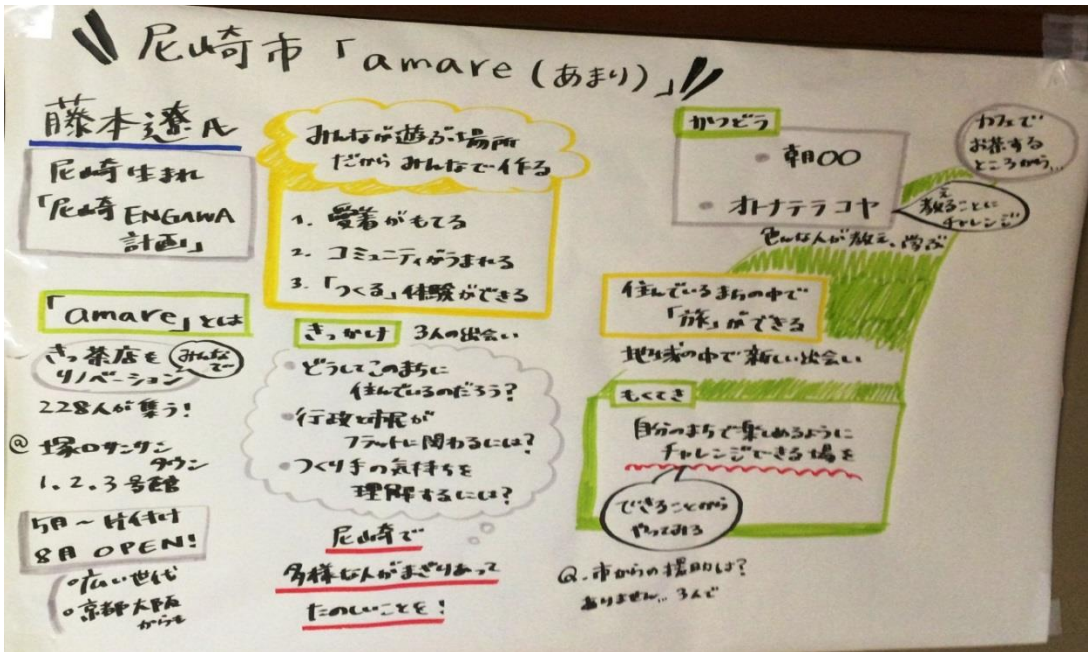 尼崎市「amare（あまり）」
藤本遼さん
尼崎生まれ
「尼崎ENGAWA
計画」
「amare」とは
きっ茶店を
みんなで
リノベーション
228人が集う！
@塚口サンサン
タウン
1.2.3号館
5月〜片付け
8月OPEN!
広い世代
京都大阪
からも
みんなが遊ぶ場所
だからみんなで作る
1. 愛着がもてる
2. コミュニティがうまれる
3.「つくる」体験ができる
きっかけ 3人の出会い
どうしてこのまちに
住んでいるのだろう？
行政と市民が
フラットに関わるには？
つくり手の気持ちを
理解するには？
尼崎で
多様な人がまざりあって
たのしいことを！
かつどう
朝〇〇
オトナテラコヤ
色んな人が教え、学ぶ
カフェで
お茶する
ところから…
え
教ることに
チャレンジ
住んでいるまちの中で
「旅」ができる
地域の中で新しい出会い
もくてき
自分のまちで楽しめるように
チャレンジできる場を
できることから
やってみる
Q.市からの援助は？
ありません… 3人で